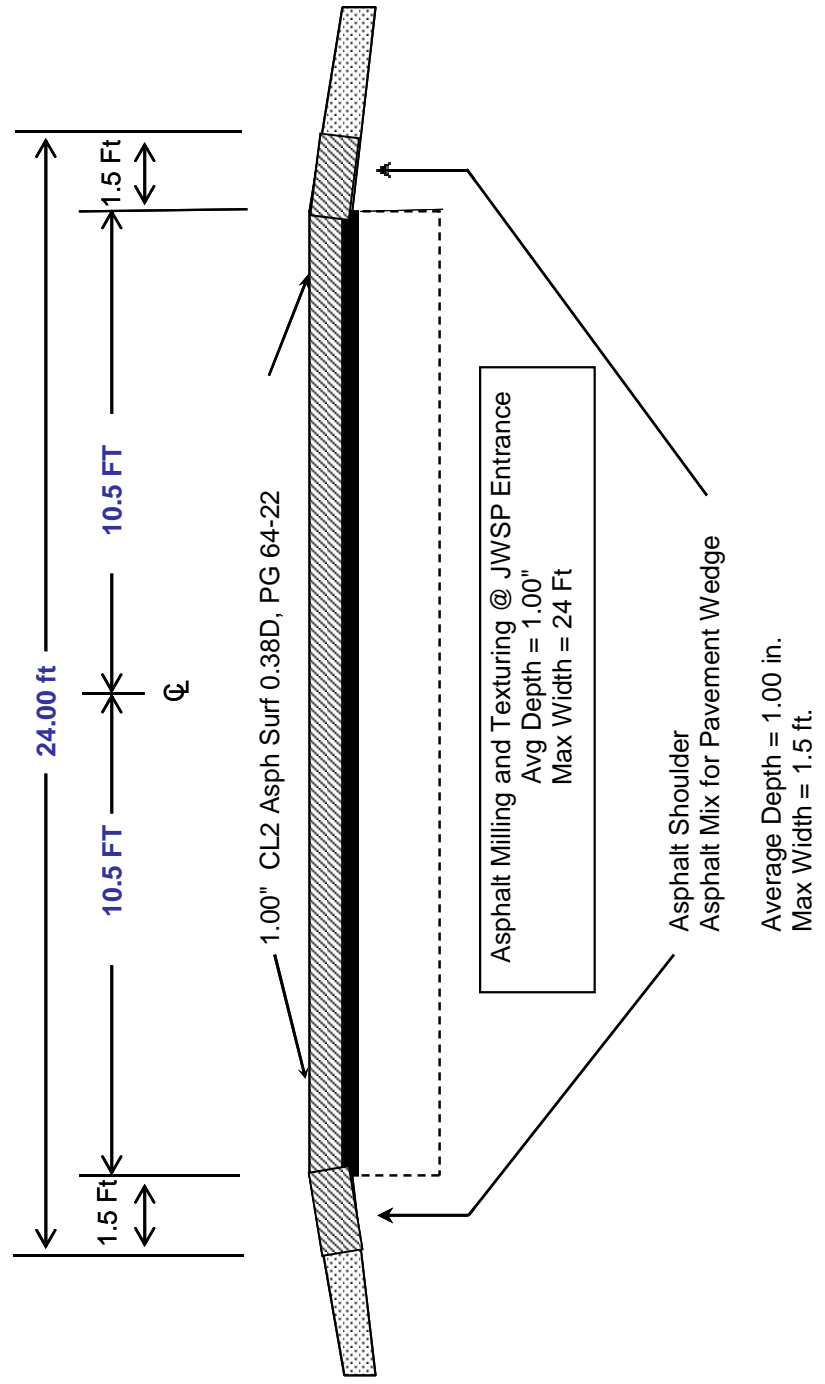 24.00 ft
1.5 Ft
10.5 FT
10.5 FT
1.5 Ft
CL
1.00" CL2 Asph Surf 0.38D, PG 64-22
Asphalt Milling and Texturing @ JWSP Entrance
Avg Depth = 1.00"
Max Width = 24 Ft
Asphalt Shoulder
Asphalt Mix for Pavement Wedge
Average Depth = 1.00 in.
Max Width = 1.5 ft.